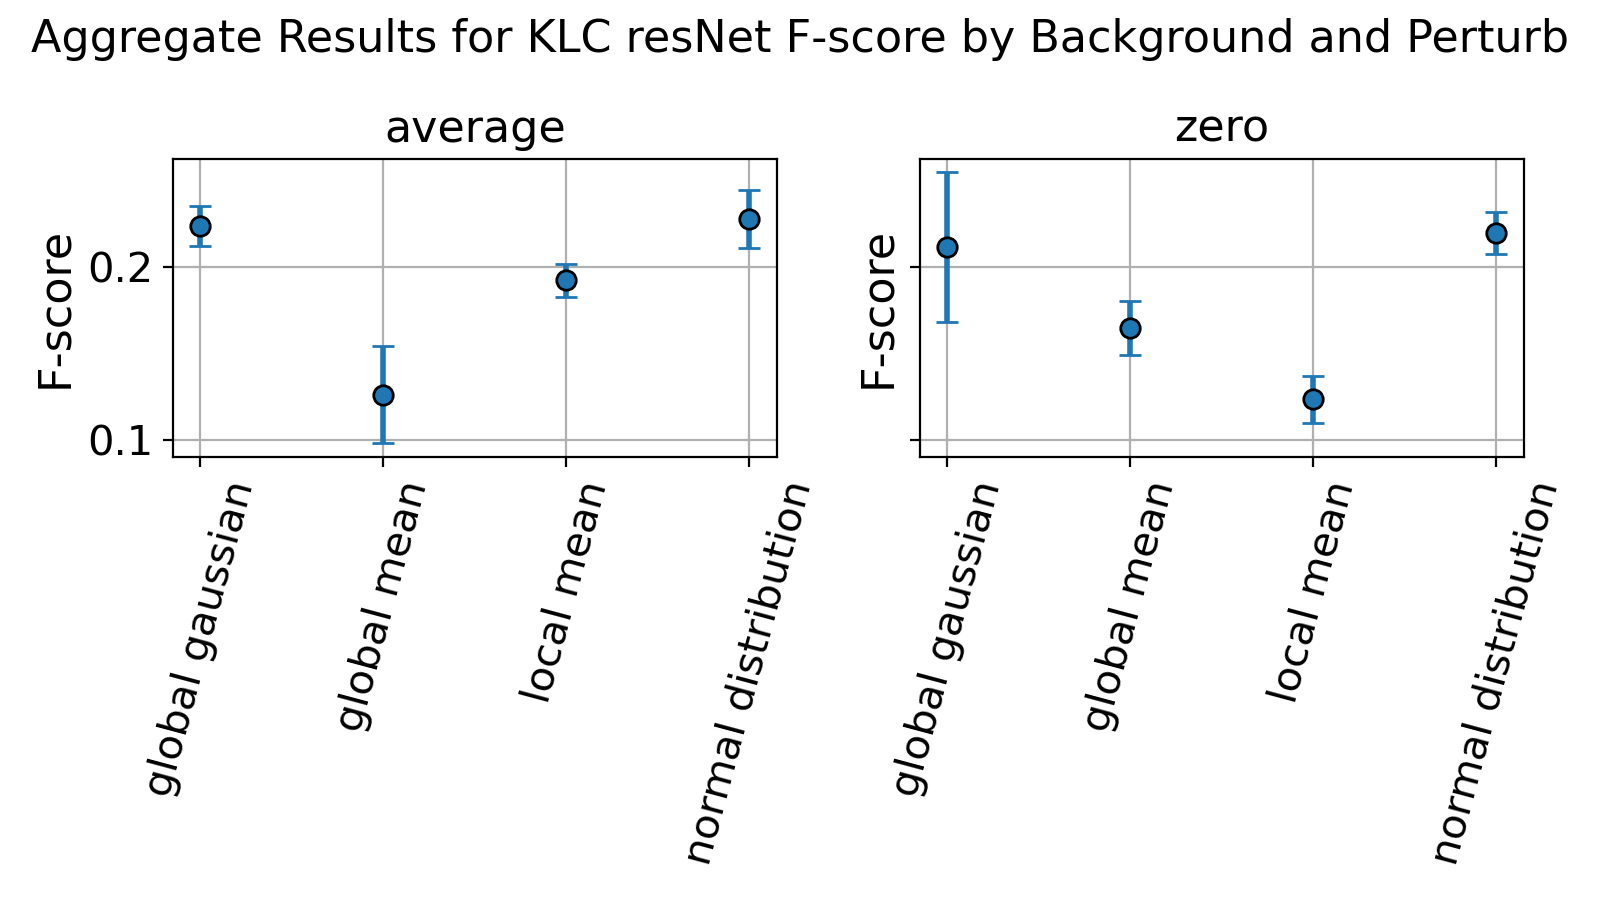 Aggregate Results for KLC resNet F-score by Background and Perturb
average
F-score
0.2
0.1
global gaussian
global mean
local mean
normal distribution
zero
F-score
global gaussian
global mean
local mean
normal distribution